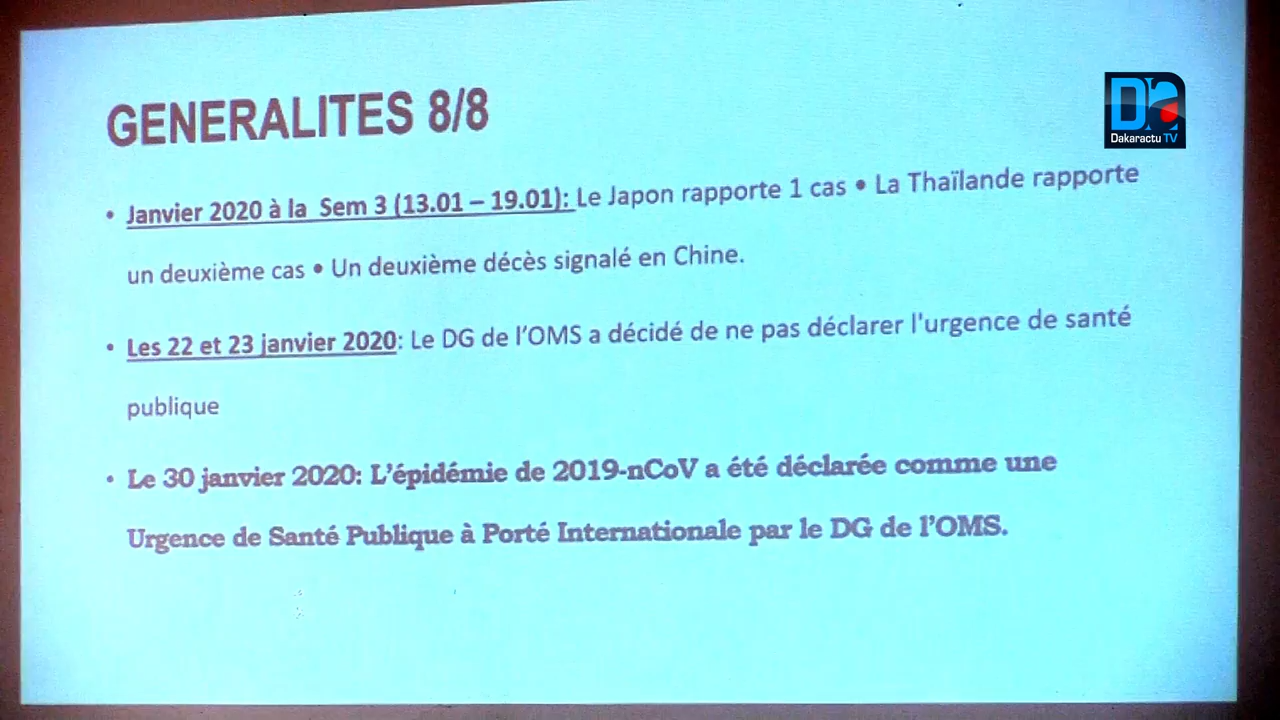 GENERALITES 8/8
Da
Dakaractu TV
• Janvier 2020 à la Sem 3 (13.01 – 19.01): Le Japon rapporte 1 cas • La Thaïlande rapporte
un deuxième cas • Un deuxième décès signalé en Chine.
• Les 22 et 23 janvier 2020: Le DG de l’OMS a décidé de ne pas déclarer l'urgence de santé
publique
• Le 30 janvier 2020: L’épidémie de 2019-nCoV a été déclarée comme une
Urgence de Santé Publique à Porté Internationale par le DG de l’OMS.